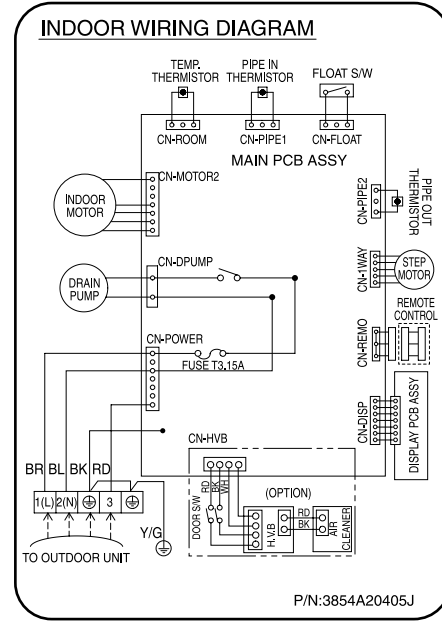 INDOOR WIRING DIAGRAM
TEMP.
THERMISTOR
PIPE IN
THERMISTOR
FLOAT S/W
CN-ROOM
CN-PIPE1
CN-FLOAT
MAIN PCB ASSY
CN-MOTOR2
INDOOR
MOTOR
CN-PIPE2
PIPE OUT
THERMISTOR
CN-DPUMP
DRAIN
PUMP
CN-1WAY
STEP
MOTOR
REMOTE
CONTROL
CN-REMO
CN-POWER
FUSE T3.15A
CN-DISP
DISPLAY PCB ASSY
CN-HVB
BR BL BK RD
1(L) 2(N) 3
Y/G
TO OUTDOOR UNIT
DOOR S/W
RD
BK
WH
(OPTION)
H.V.B
RD
BK
AIR
CLEANER
P/N:3854A20405J